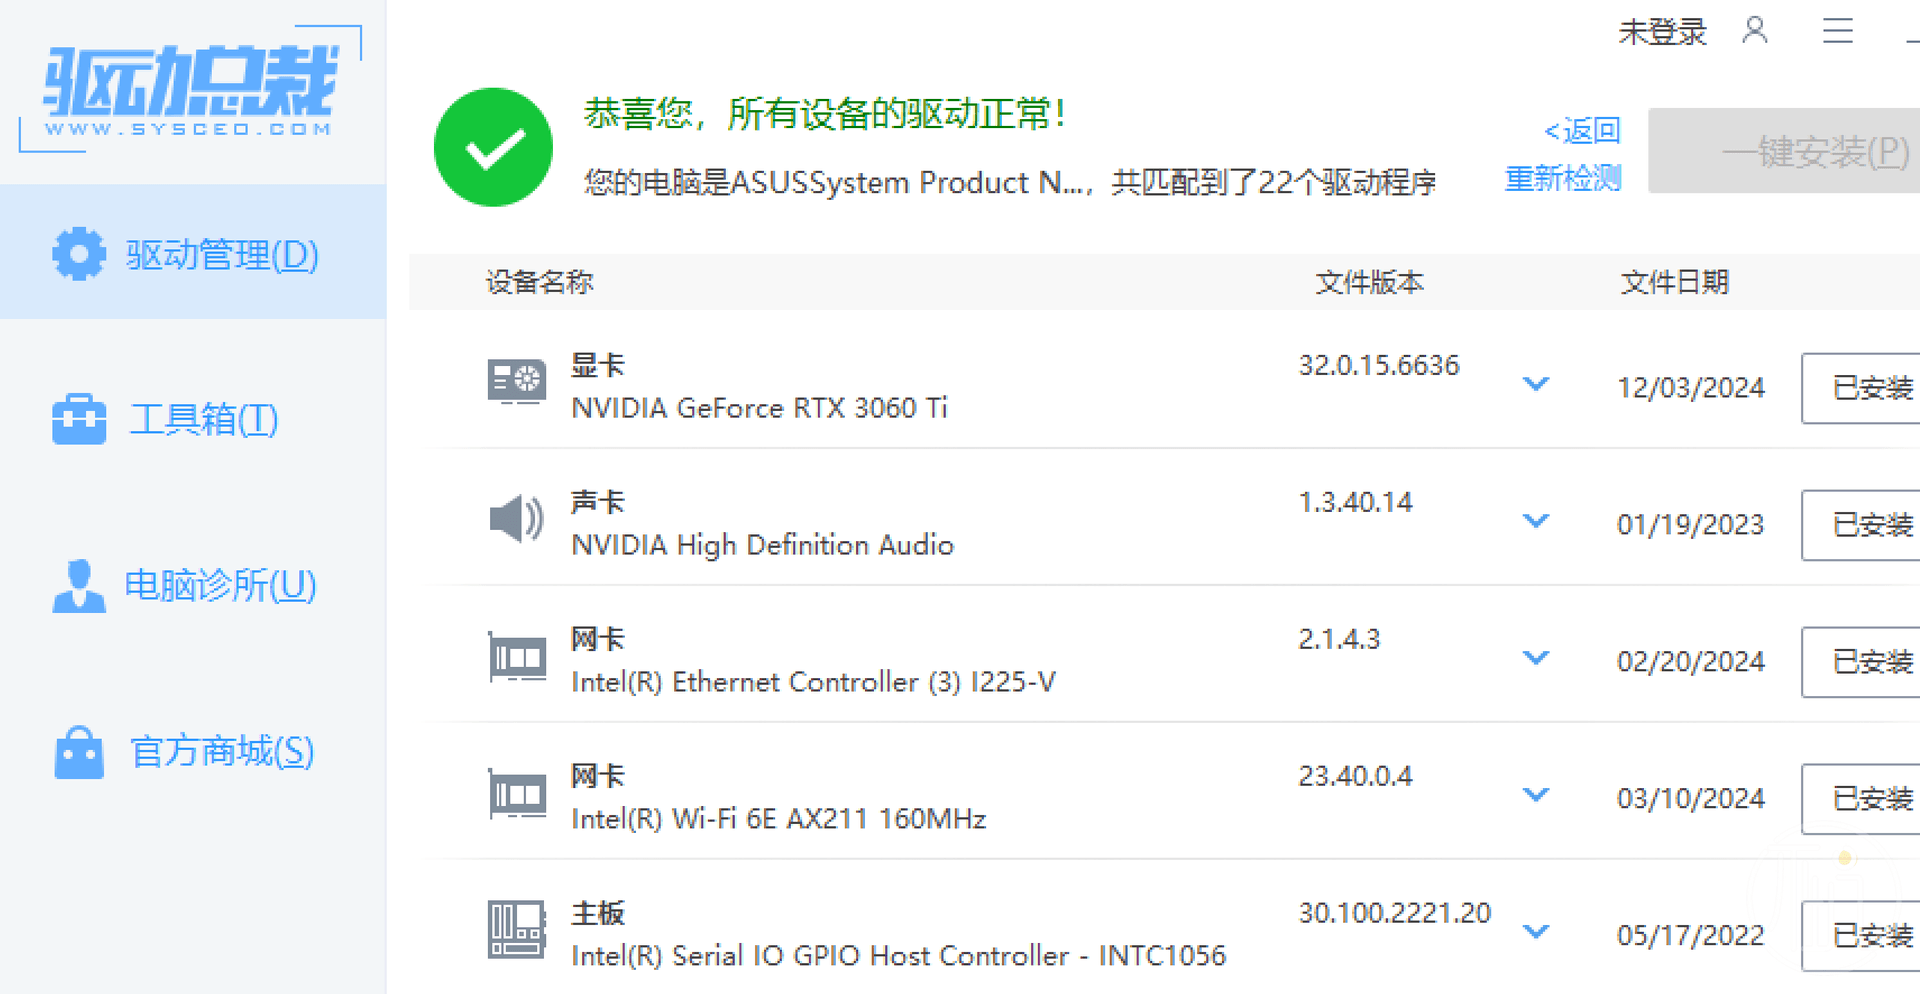 驱动总裁
WWW.SYSCEO.COM
未登录
恭喜您，所有设备的驱动正常！
<返回
一键安装(P)
您的电脑是ASUSSystem Product N...，共匹配到了22个驱动程序
重新检测
驱动管理(D)
工具箱(T)
电脑诊所(U)
官方商城(S)
设备名称 文件版本 文件日期
显卡 32.0.15.6636
NVIDIA GeForce RTX 3060 Ti 12/03/2024 已安装
声卡 1.3.40.14
NVIDIA High Definition Audio 01/19/2023 已安装
网卡 2.1.4.3
Intel(R) Ethernet Controller (3) I225-V 02/20/2024 已安装
网卡 23.40.0.4
Intel(R) Wi-Fi 6E AX211 160MHz 03/10/2024 已安装
主板 30.100.2221.20
Intel(R) Serial IO GPIO Host Controller - INTC1056 05/17/2022 已安装